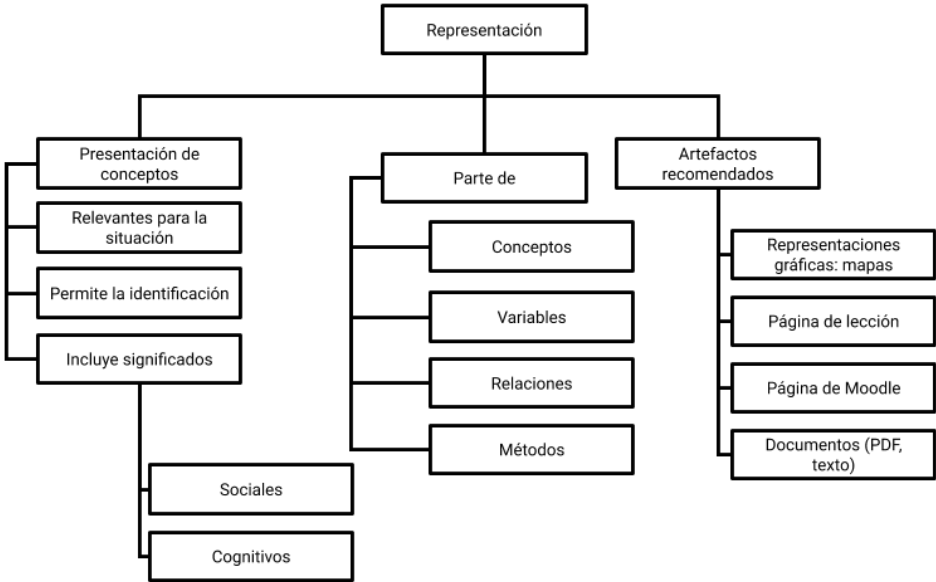 Representación
Presentación de
conceptos
Relevantes para la
situación
Permite la identificación
Incluye significados
Sociales
Cognitivos
Parte de
Conceptos
Variables
Relaciones
Métodos
Artefactos
recomendados
Representaciones
gráficas: mapas
Página de lección
Página de Moodle
Documentos (PDF,
texto)